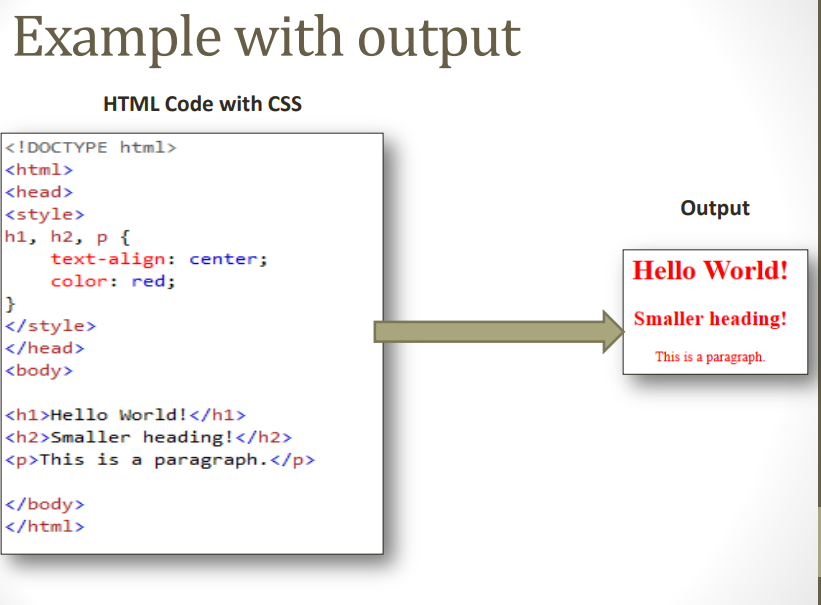 Example with output
HTML Code with CSS
<!DOCTYPE html>
<html>
<head>
<style>
h1, h2, p {
    text-align: center;
    color: red;
}
</style>
</head>
<body>
<h1>Hello World!</h1>
<h2>Smaller heading!</h2>
<p>This is a paragraph.</p>
</body>
</html>
Output
Hello World!
Smaller heading!
This is a paragraph.